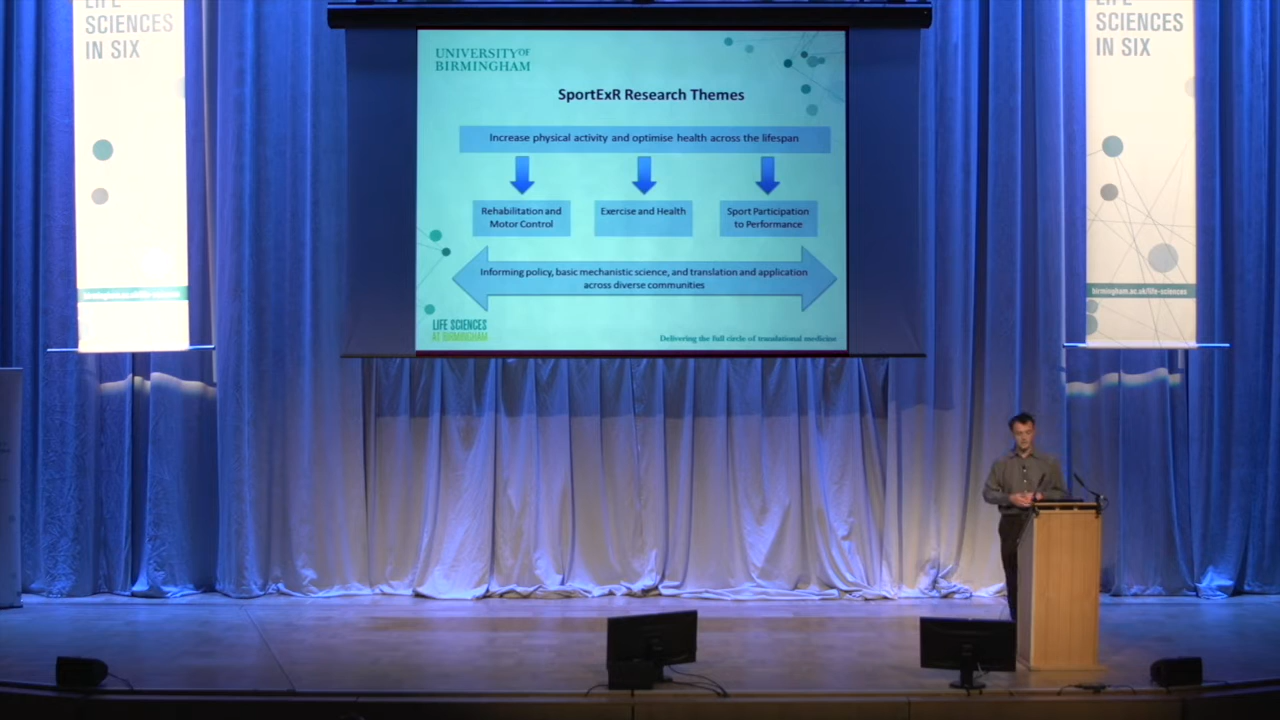 LIFE
SCIENCES
IN SIX
UNIVERSITY OF
BIRMINGHAM
SportExR Research Themes
Increase physical activity and optimise health across the lifespan
Rehabilitation and
Motor Control
Exercise and Health
Sport Participation
to Performance
Informing policy, basic mechanistic science, and translation and application
across diverse communities
LIFE SCIENCES
AT BIRMINGHAM
Delivering the full circle of translational medicine
LIFE
SCIENCES
IN SIX
birmingham.ac.uk/life-sciences